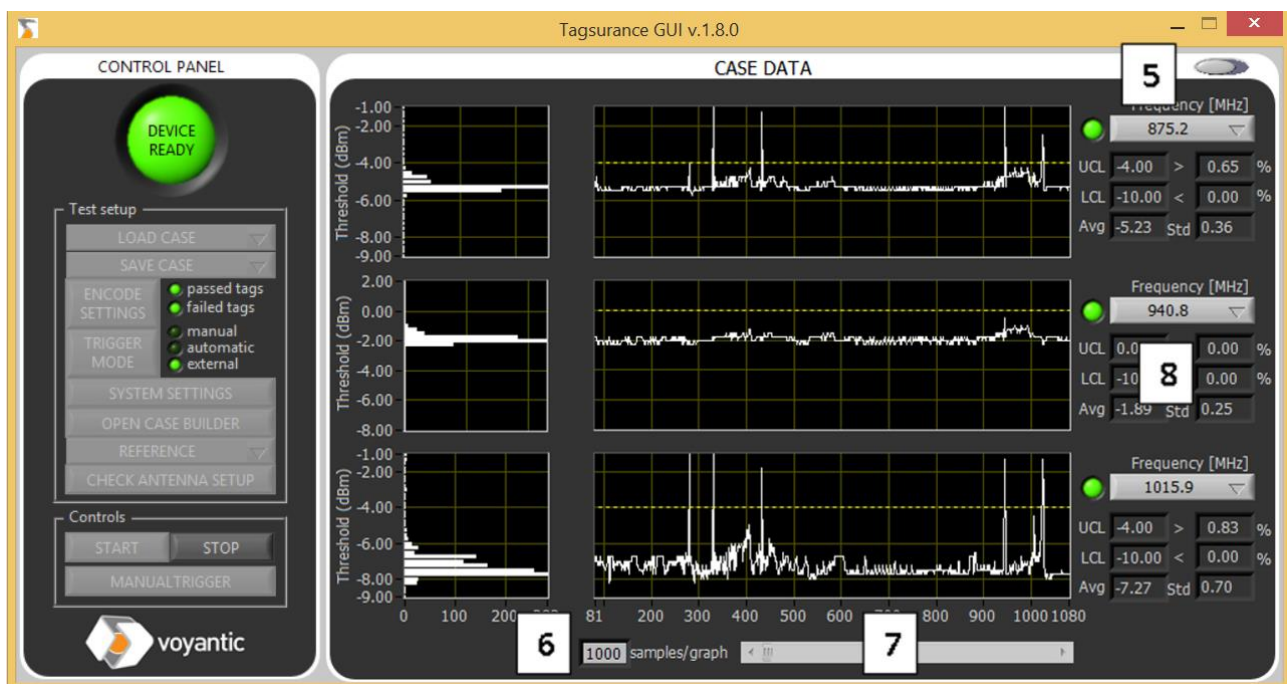 Tagsurance GUI v.1.8.0
CONTROL PANEL
DEVICE
READY
Test setup
LOAD CASE
SAVE CASE
ENCODE
SETTINGS
passed tags
failed tags
TRIGGER
MODE
manual
automatic
external
SYSTEM SETTINGS
OPEN CASE BUILDER
REFERENCE
CHECK ANTENNA SETUP
Controls
START STOP
MANUAL TRIGGER
voyantic
CASE DATA
5
Threshold (dBm)
-1.00
-2.00
-4.00
-6.00
-8.00
-9.00
Frequency [MHz]
875.2
UCL -4.00 > 0.65 %
LCL -10.00 < 0.00 %
Avg -5.23 Std 0.36
Threshold (dBm)
2.00
0.00
-2.00
-4.00
-6.00
-8.00
Frequency [MHz]
940.8
UCL 0.0 0.00 %
LCL -10 0.00 %
8
Avg -1.89 Std 0.25
Threshold (dBm)
-1.00
-2.00
-4.00
-6.00
-8.00
-9.00
Frequency [MHz]
1015.9
UCL -4.00 > 0.83 %
LCL -10.00 < 0.00 %
Avg -7.27 Std 0.70
0 100 200
81 200 300 400 500 600 800 900 1000 1080
6
1000 samples/graph
7